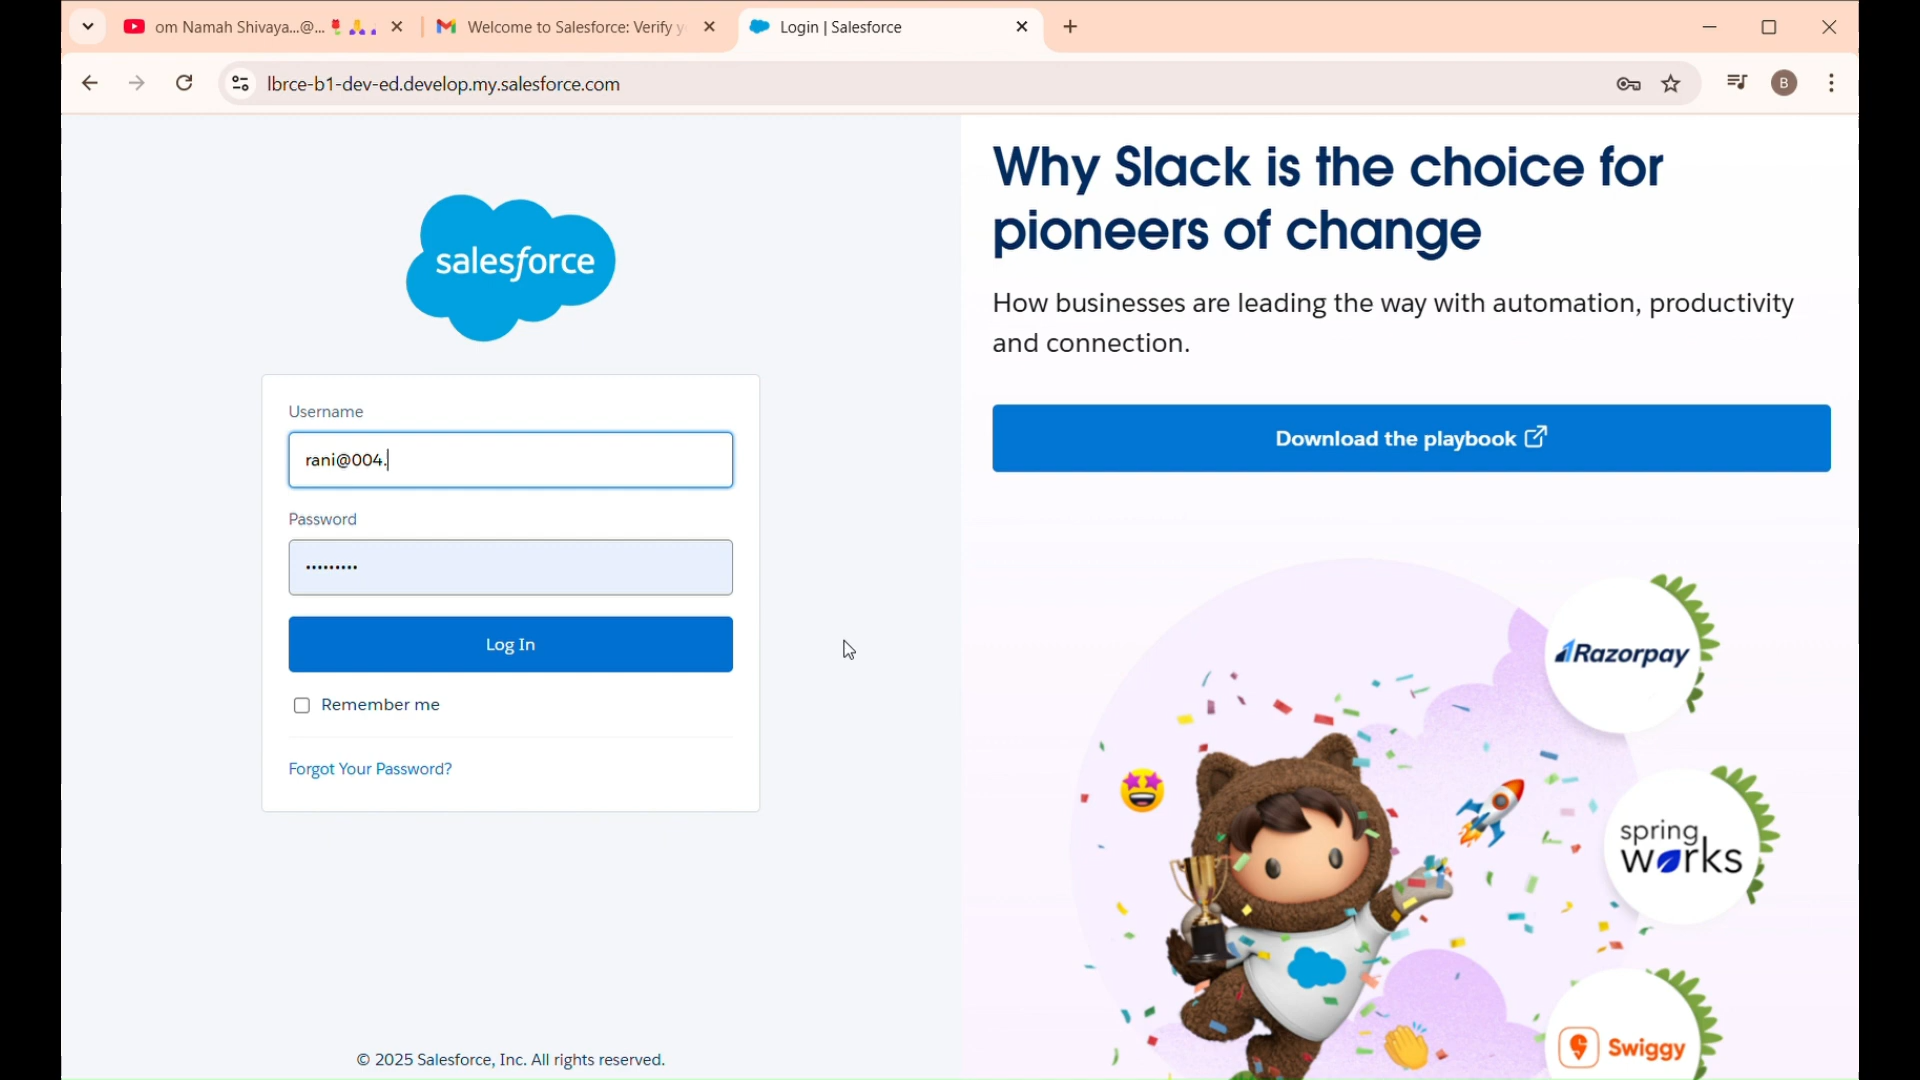 om Namah Shivaya...@...🌹🙏🙏.
Welcome to Salesforce: Verify y
Login | Salesforce
lbrce-b1-dev-ed.develop.my.salesforce.com
B
salesforce
Username
rani@004.
Password
•••••••••
Log In
Remember me
Forgot Your Password?
© 2025 Salesforce, Inc. All rights reserved.
Why Slack is the choice for
pioneers of change
How businesses are leading the way with automation, productivity
and connection.
Download the playbook
Razorpay
spring
works
Swiggy